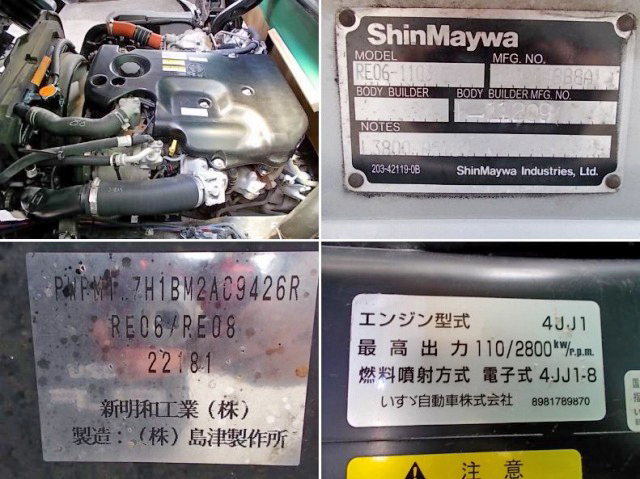 ShinMaywa
MODEL
MFG. NO.
RE06-1103
BODY BUILDER
BODY BUILDER MFG. NO.
-11209
NOTES
203-42119-0B
ShinMaywa Industries, Ltd.
7H1BM2AC9426R
RE06/RE08
22181
新明和工業(株)
製造:(株)島津製作所
エンジン型式 4JJ1
最高出力 110/2800 kW/r.p.m.
燃料噴射方式 電子式 4JJ1-8
いすゞ自動車株式会社 8981789870
注意